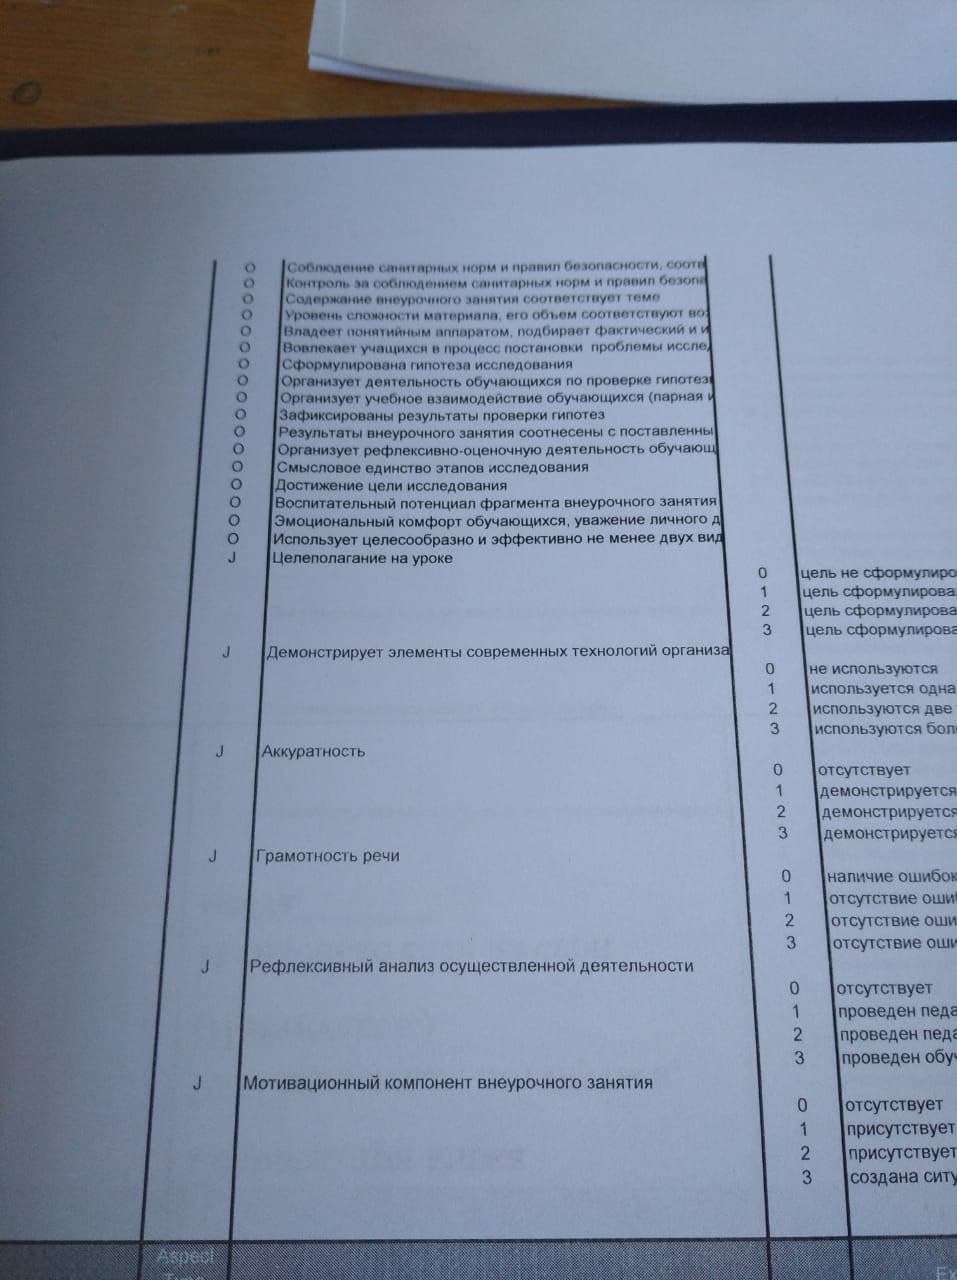 O Соблюдение санитарных норм и правил безопасности, соотв
O Контроль за соблюдением санитарных норм и правил безопа
O Содержание внеурочного занятия соответствует теме
O Уровень сложности материала, его объем соответствуют воз
O Владеет понятийным аппаратом, подбирает фактический и и
O Вовлекает учащихся в процесс постановки проблемы исслед
O Сформулирована гипотеза исследования
O Организует деятельность обучающихся по проверке гипотезы
O Организует учебное взаимодействие обучающихся (парная и
O Зафиксированы результаты проверки гипотез
O Результаты внеурочного занятия соотнесены с поставленны
O Организует рефлексивно-оценочную деятельность обучающ
O Смысловое единство этапов исследования
O Достижение цели исследования
O Воспитательный потенциал фрагмента внеурочного занятия
O Эмоциональный комфорт обучающихся, уважение личного д
O Использует целесообразно и эффективно не менее двух вид
J Целеполагание на уроке
0 цель не сформулиро
1 цель сформулирова
2 цель сформулирова
3 цель сформулирова
J Демонстрирует элементы современных технологий организа
0 не используются
1 используется одна
2 используются две
3 используются бол
J Аккуратность
0 отсутствует
1 демонстрируется
2 демонстрируется
3 демонстрируется
J Грамотность речи
0 наличие ошибок
1 отсутствие оши
2 отсутствие оши
3 отсутствие оши
J Рефлексивный анализ осуществленной деятельности
0 отсутствует
1 проведен педа
2 проведен педа
3 проведен обу
J Мотивационный компонент внеурочного занятия
0 отсутствует
1 присутствует
2 присутствует
3 создана ситу
Aspect